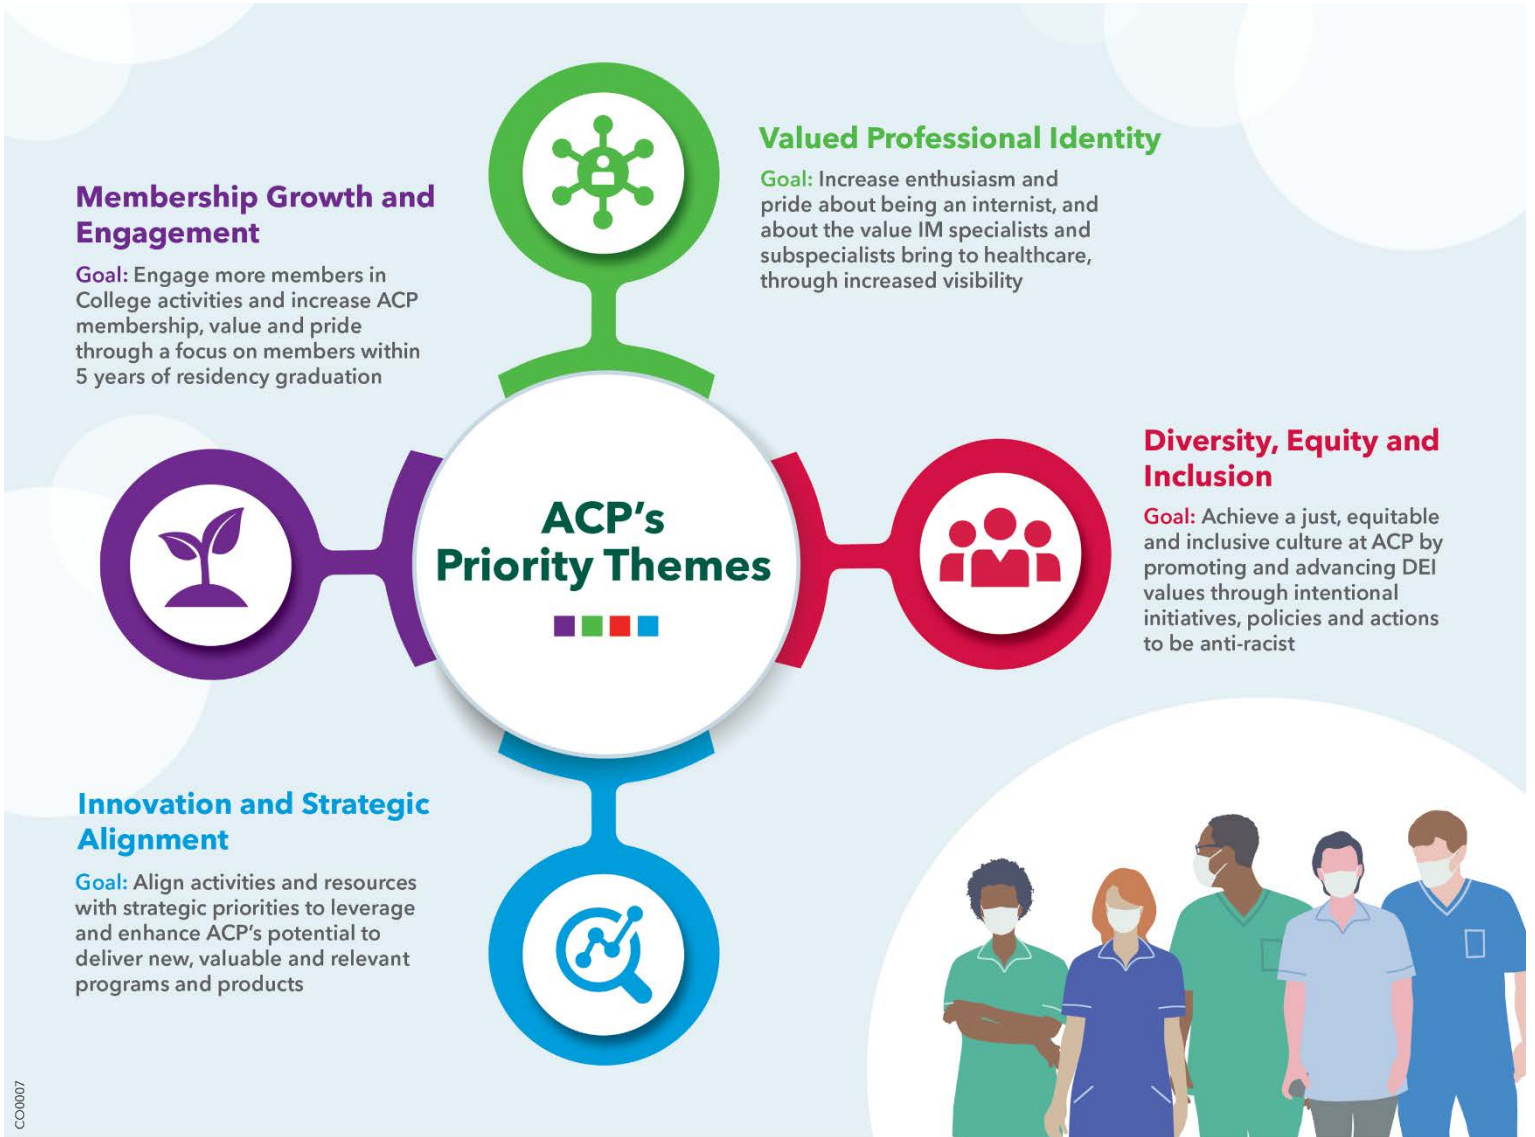 Membership Growth and
Engagement
Goal: Engage more members in
College activities and increase ACP
membership, value and pride
through a focus on members within
5 years of residency graduation
Valued Professional Identity
Goal: Increase enthusiasm and
pride about being an internist, and
about the value IM specialists and
subspecialists bring to healthcare,
through increased visibility
ACP's
Priority Themes
Diversity, Equity and
Inclusion
Goal: Achieve a just, equitable
and inclusive culture at ACP by
promoting and advancing DEI
values through intentional
initiatives, policies and actions
to be anti-racist
Innovation and Strategic
Alignment
Goal: Align activities and resources
with strategic priorities to leverage
and enhance ACP's potential to
deliver new, valuable and relevant
programs and products
CO0007